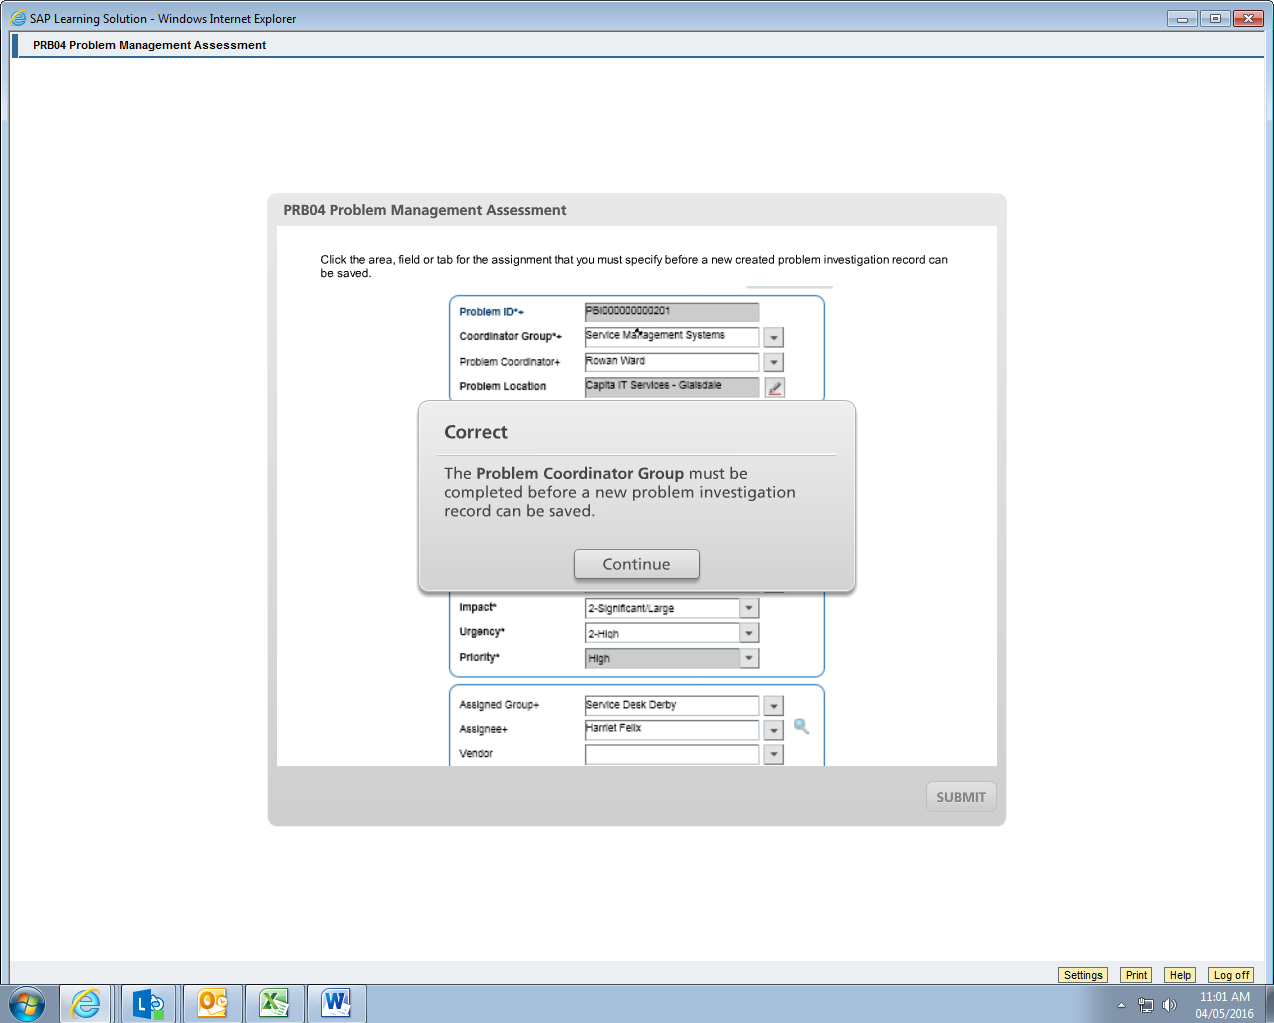 SAP Learning Solution - Windows Internet Explorer
PRB04 Problem Management Assessment
PRB04 Problem Management Assessment
Click the area, field or tab for the assignment that you must specify before a new created problem investigation record can
be saved.
Problem ID*+ PBI000000000201
Coordinator Group*+ Service Management Systems
Problem Coordinator+ Rowan Ward
Problem Location Capita IT Services - Glaisdale
Correct
The Problem Coordinator Group must be
completed before a new problem investigation
record can be saved.
Continue
Impact* 2-Significant/Large
Urgency* 2-High
Priority* High
Assigned Group+ Service Desk Derby
Assignee+ Harriet Felix
Vendor
SUBMIT
Settings Print Help Log off
11:01 AM
04/05/2016